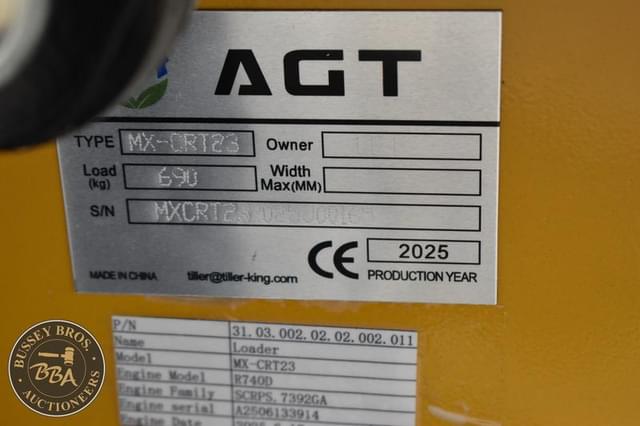 AGT
TYPE MX-CRT23 Owner
Load (kg) 690 Width Max(MM)
S/N
CE 2025
MADE IN CHINA tiller@tiller-king.com PRODUCTION YEAR
P/N 31.03.002.02.02.002.011
Name Loader
Model MX-CRT23
Engine Model R740D
Engine Family SCRPS.7392GA
Engine serial A2506133914
Engine Date
BUSSEY BROS.
BBA
AUCTIONEERS